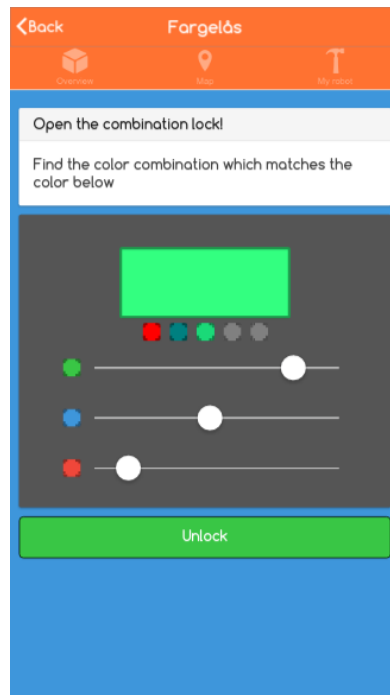 Back
Fargelås
Overview
Map
My robot
Open the combination lock!
Find the color combination which matches the
color below
Unlock